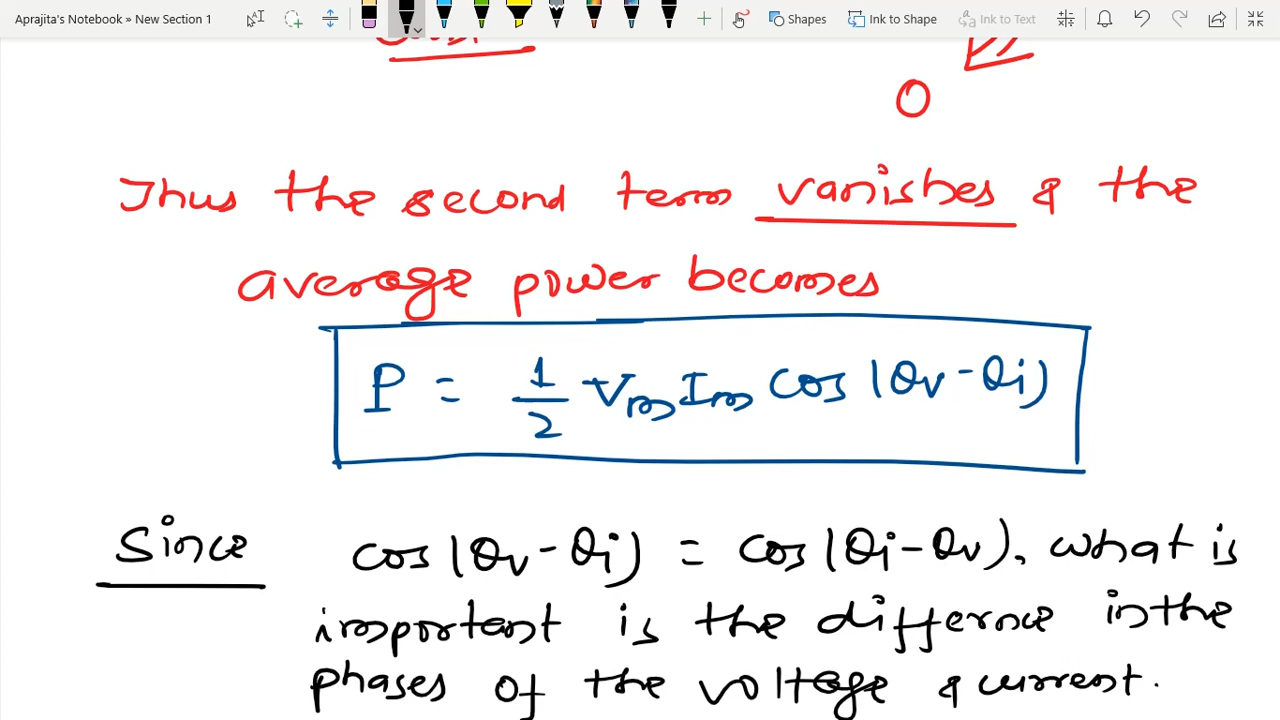 Aprajita's Notebook » New Section 1
Shapes
Ink to Shape
Ink to Text
0
Thus the second term vanishes & the
average power becomes
P = 1/2 Vm Im cos(θv - θi)
Since cos(θv - θi) = cos(θi - θv), what is
important is the difference in the
phases of the voltage & current.